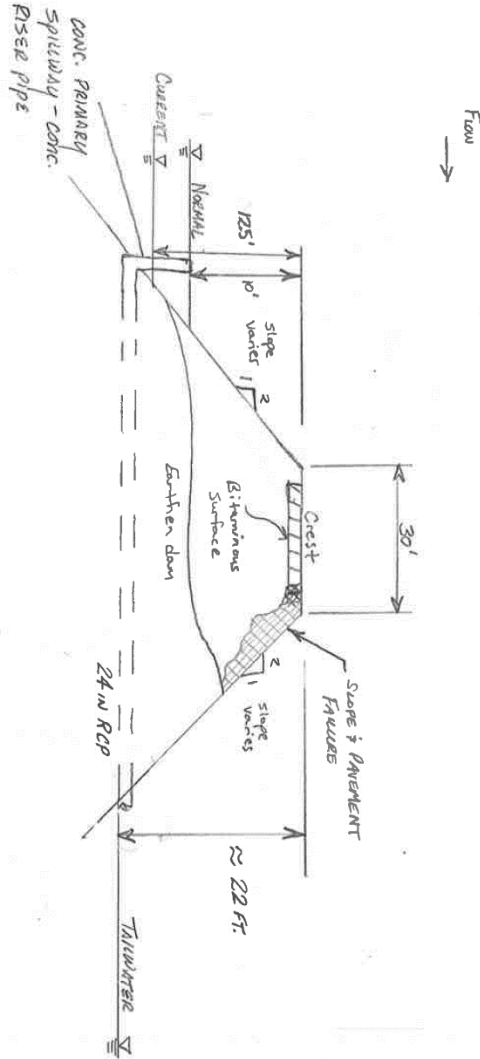 FLOW
CONC. PRIMARY
SPILLWAY - CONC.
RISER PIPE
CURRENT
NORMAL
12.5'
10'
slope
varies
1
2
30'
Crest
Bituminous
Surface
Earthen dam
SLOPE & PAVEMENT
FAILURE
2
1
slope
varies
24 IN RCP
≈ 22 FT.
TAILWATER